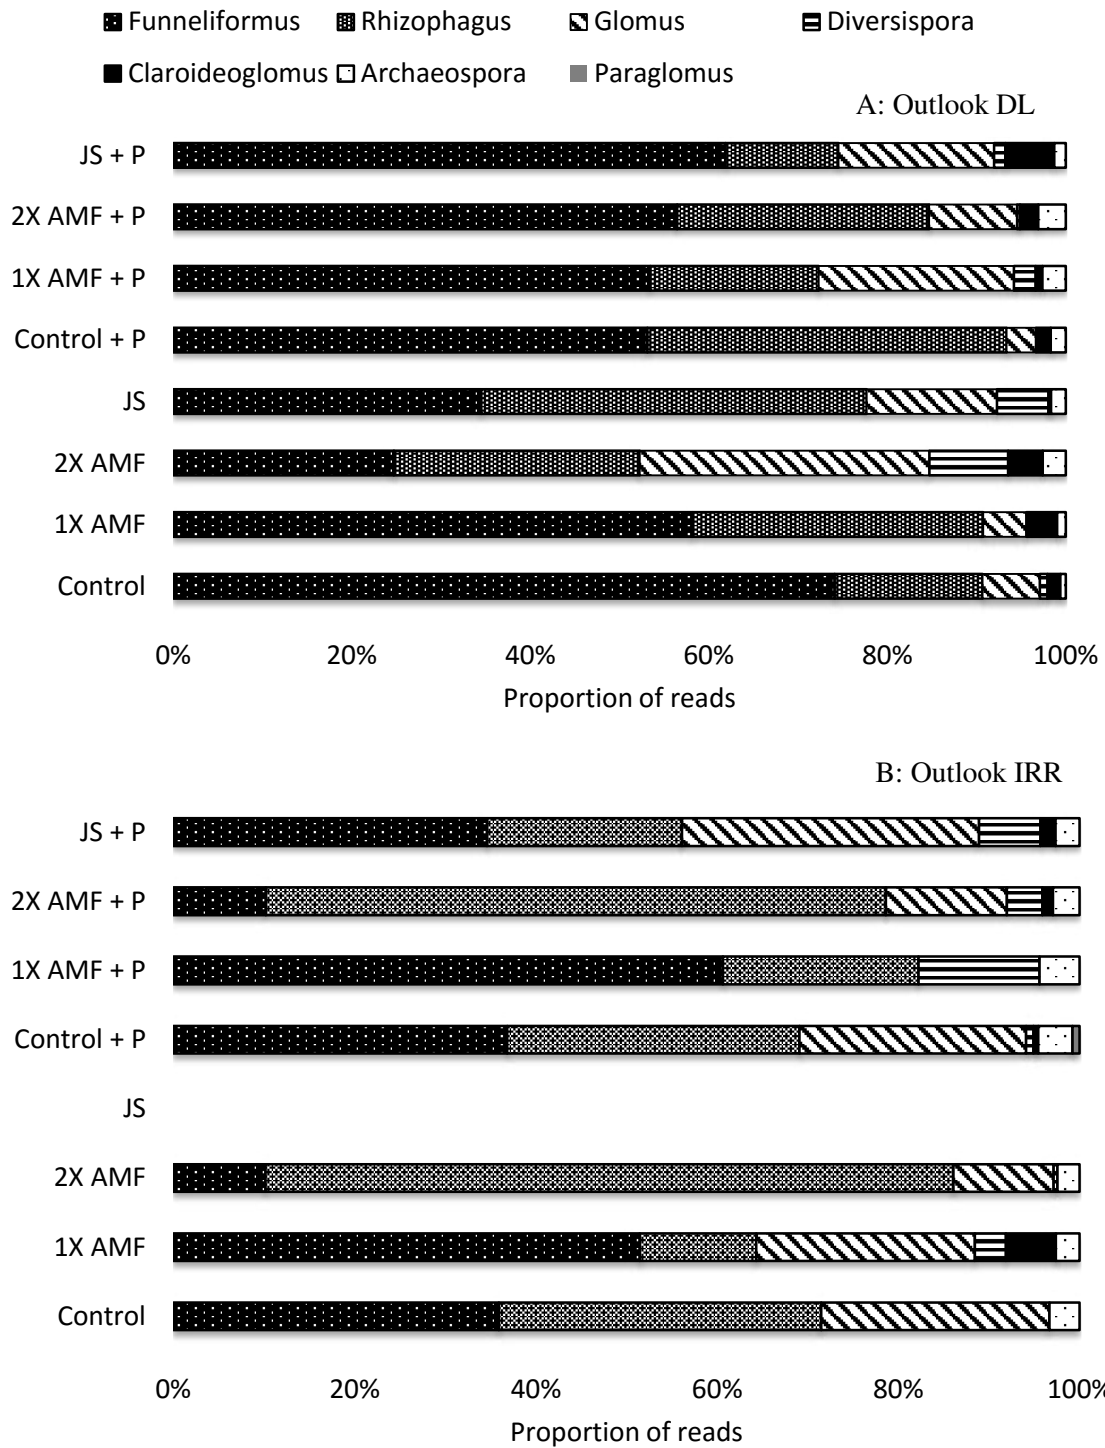 Funneliformus Rhizophagus Glomus Diversispora
Claroideoglomus Archaeospora Paraglomus
A: Outlook DL
JS + P
2X AMF + P
1X AMF + P
Control + P
JS
2X AMF
1X AMF
Control
0% 20% 40% 60% 80% 100%
Proportion of reads
B: Outlook IRR
JS + P
2X AMF + P
1X AMF + P
Control + P
JS
2X AMF
1X AMF
Control
0% 20% 40% 60% 80% 100%
Proportion of reads